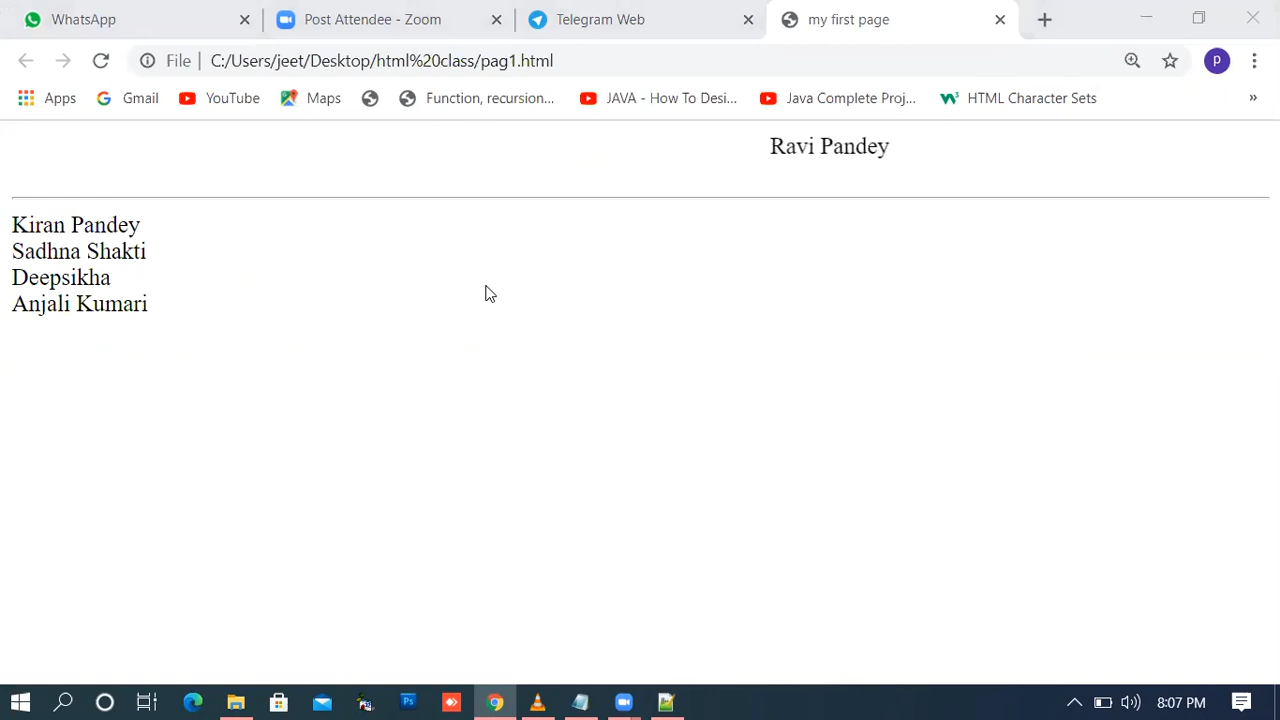 WhatsApp
Post Attendee - Zoom
Telegram Web
my first page
File
C:/Users/jeet/Desktop/html%20class/pag1.html
p
Apps
Gmail
YouTube
Maps
Function, recursion...
JAVA - How To Desi...
Java Complete Proj...
HTML Character Sets
»
Ravi Pandey
Kiran Pandey
Sadhna Shakti
Deepsikha
Anjali Kumari
Ps
8:07 PM